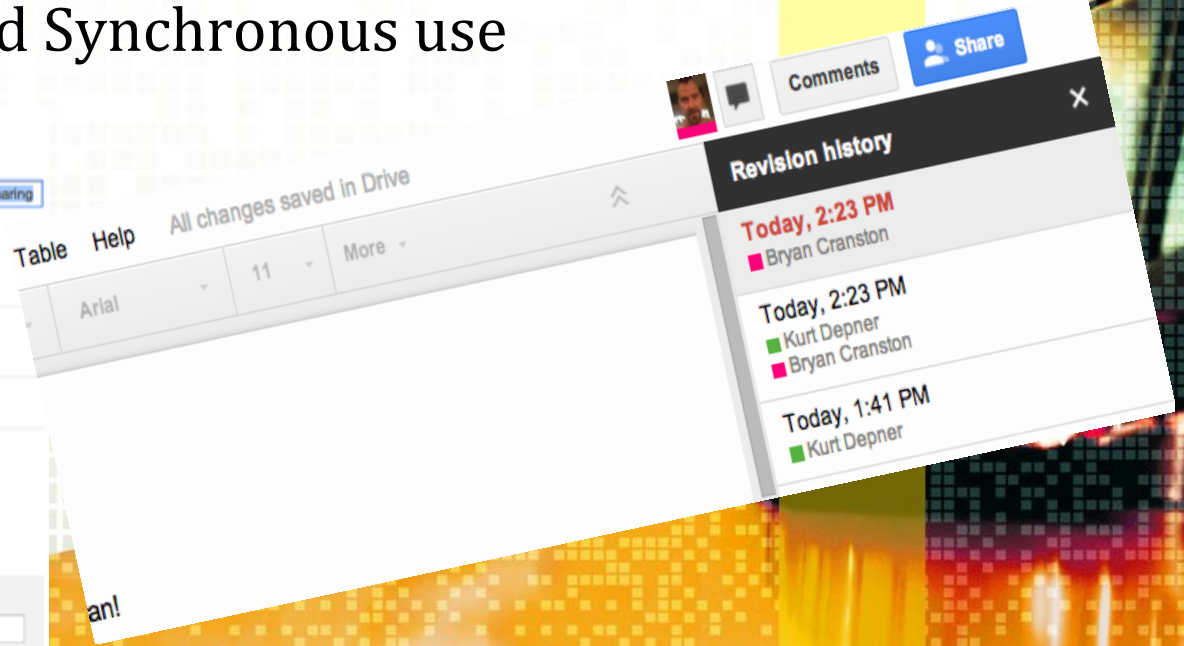 d Synchronous use
Comments
Share
aring
Table Help All changes saved in Drive
Arial 11 More
Revision history
Today, 2:23 PM
Bryan Cranston
Today, 2:23 PM
Kurt Depner
Bryan Cranston
Today, 1:41 PM
Kurt Depner
an!